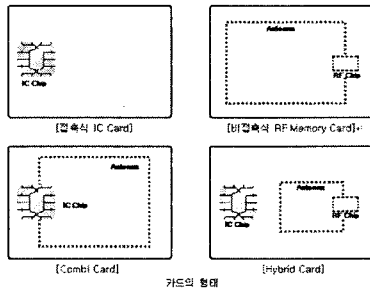 Antenna
IC Chip
RF Chip
[접촉식 IC Card]
[비접촉식 RF Memory Card]↵
Antenna
IC Chip
Antenna
IC Chip
RF Chip
[Combi Card]
[Hybrid Card]
카드의 형태